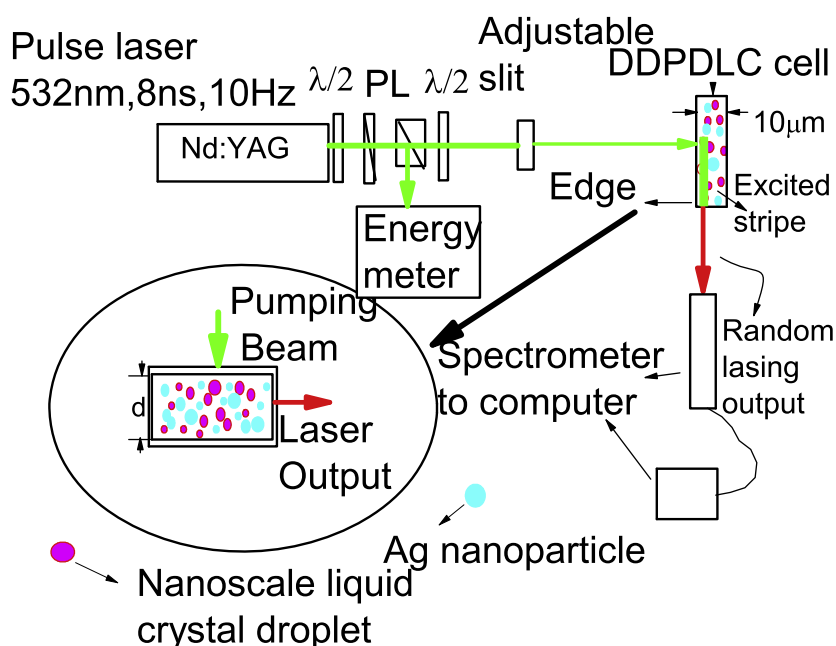 Pulse laser
532nm,8ns,10Hz
λ/2 PL λ/2
Adjustable
slit
DDPDLC cell
Nd:YAG
10μm
Edge
Excited
stripe
Energy
meter
Pumping
Beam
d
Laser
Output
Spectrometer
to computer
Random
lasing
output
Ag nanoparticle
Nanoscale liquid
crystal droplet